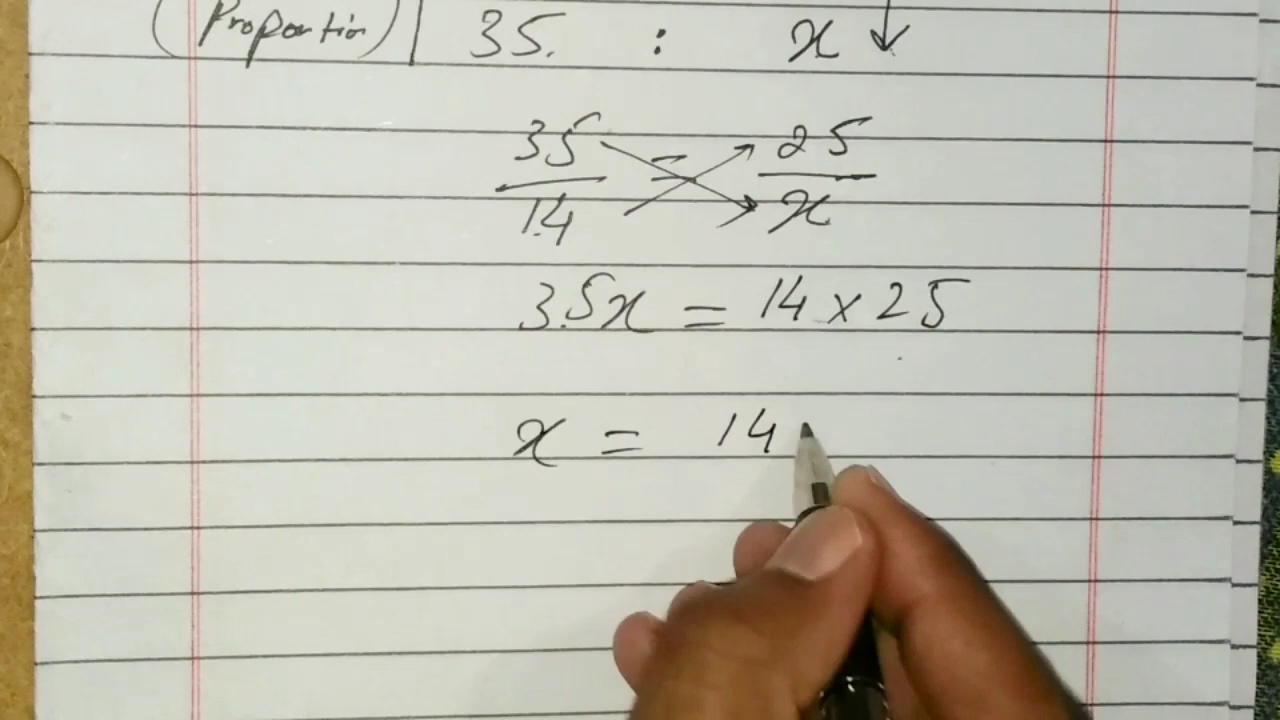 (Proportion) | 35. : x ↓
35/14 = 25/x
35x = 14 x 25
x = 14